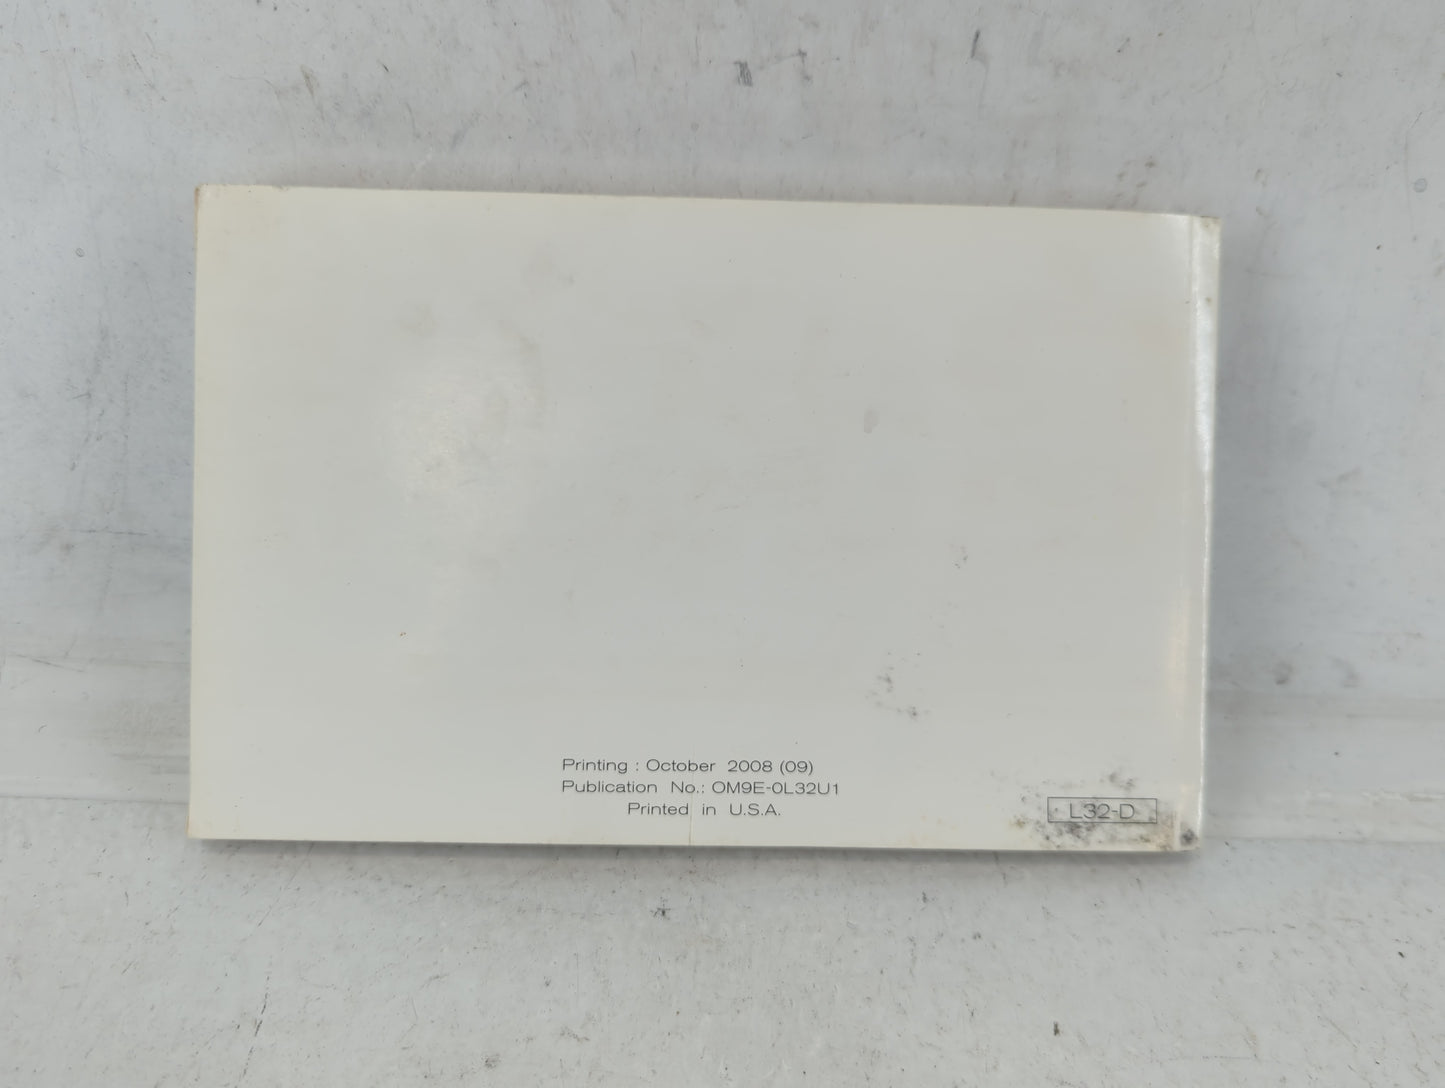 Printing : October 2008 (09)
Publication No.: OM9E-0L32U1
Printed in U.S.A.
L32-D